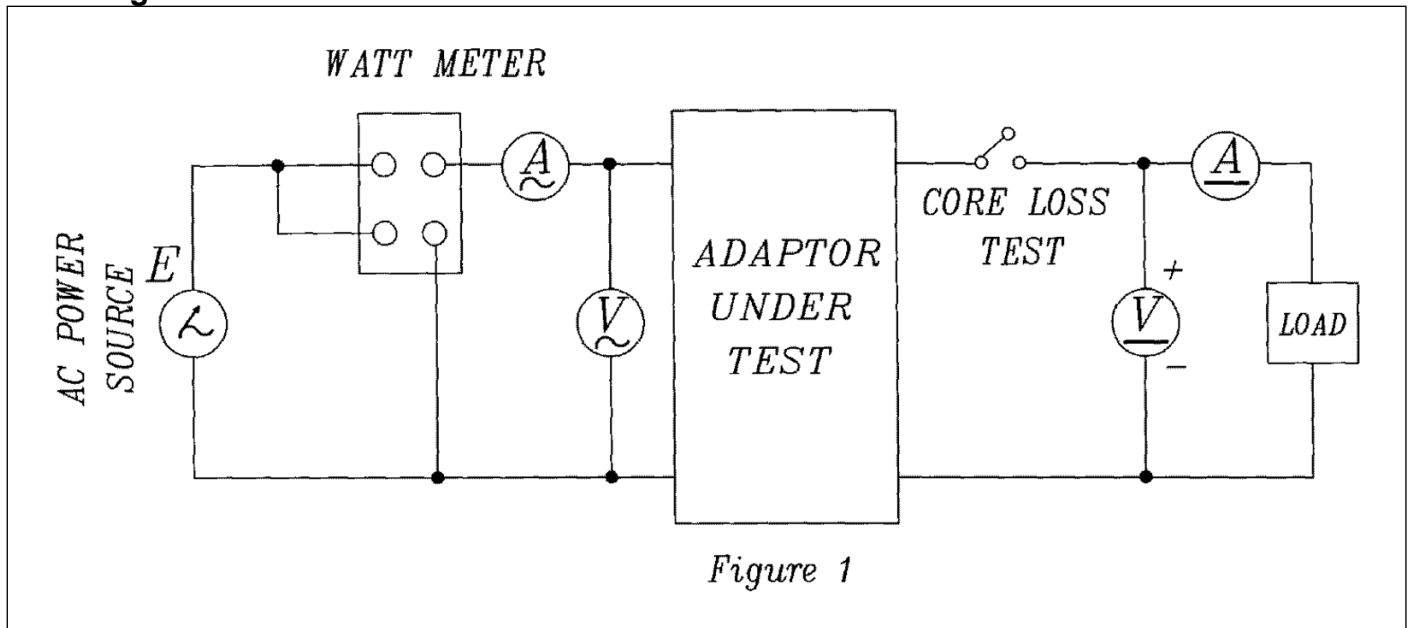 WATT METER
AC POWER
SOURCE
E
A
V
ADAPTOR
UNDER
TEST
CORE LOSS
TEST
A
+
V
-
LOAD
Figure 1